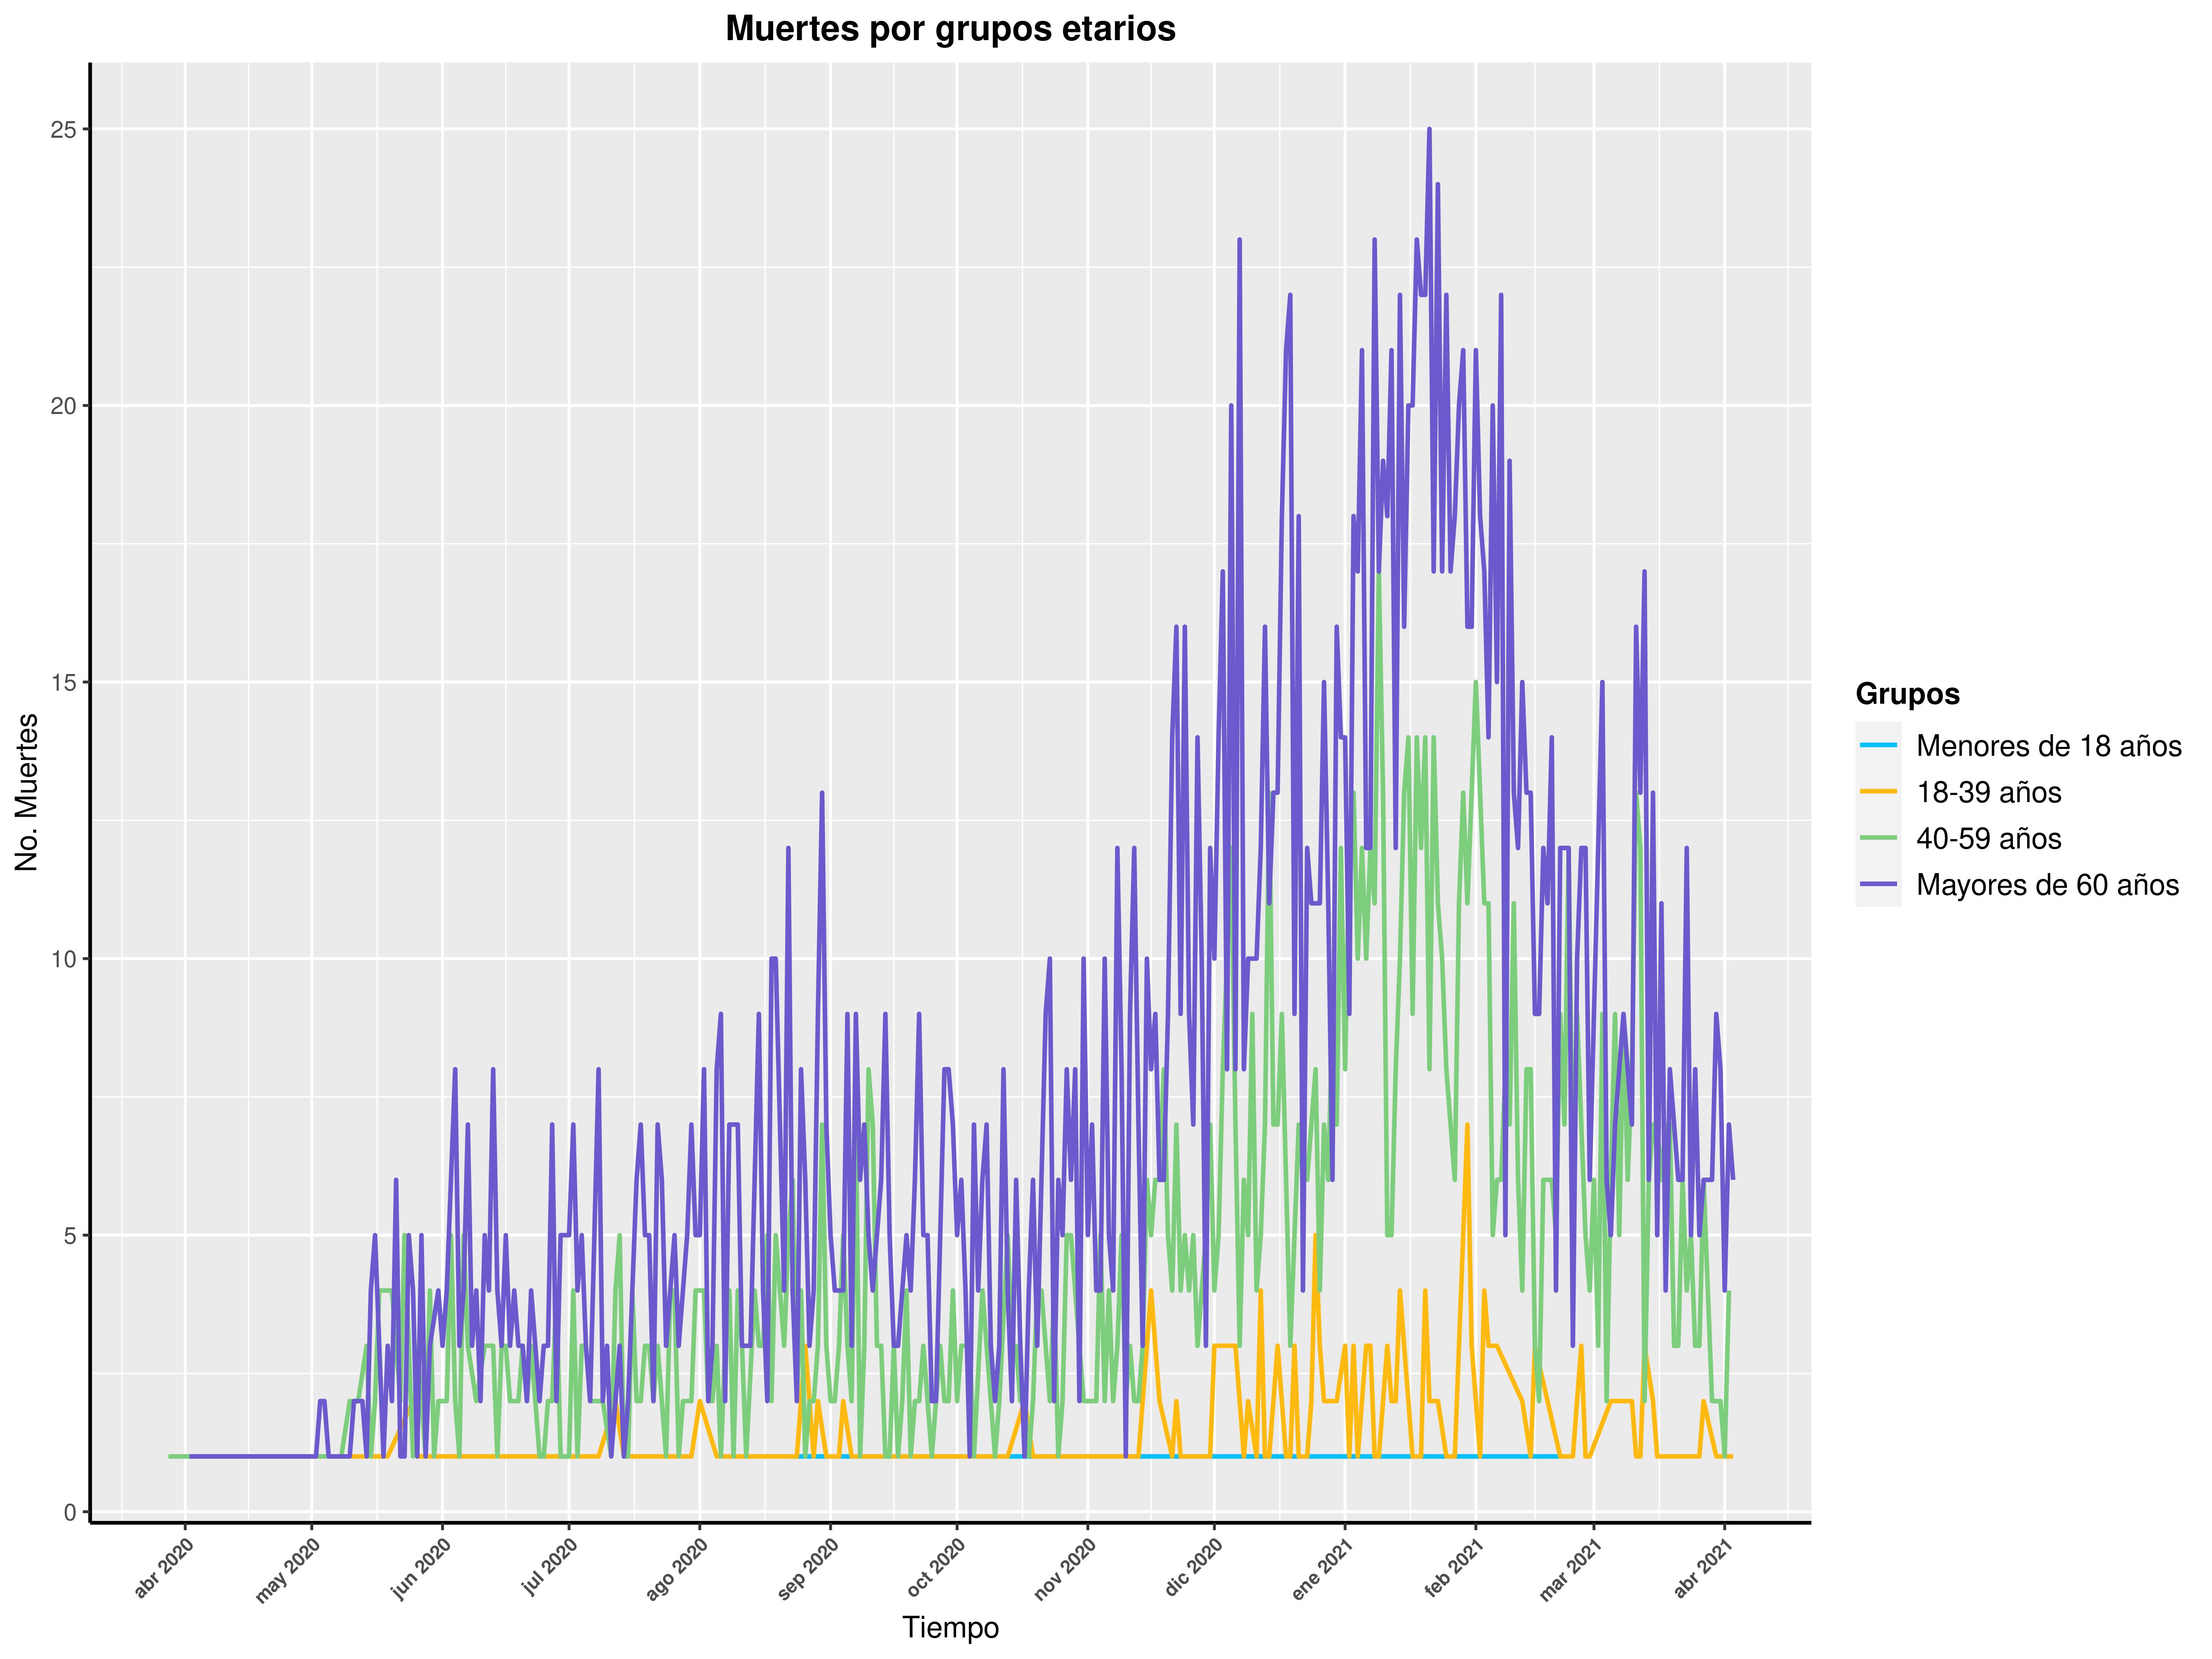 Muertes por grupos etarios
No. Muertes
25
20
15
10
5
0
abr 2020
may 2020
jun 2020
jul 2020
ago 2020
sep 2020
oct 2020
nov 2020
dic 2020
ene 2021
feb 2021
mar 2021
abr 2021
Tiempo
Grupos
Menores de 18 años
18-39 años
40-59 años
Mayores de 60 años